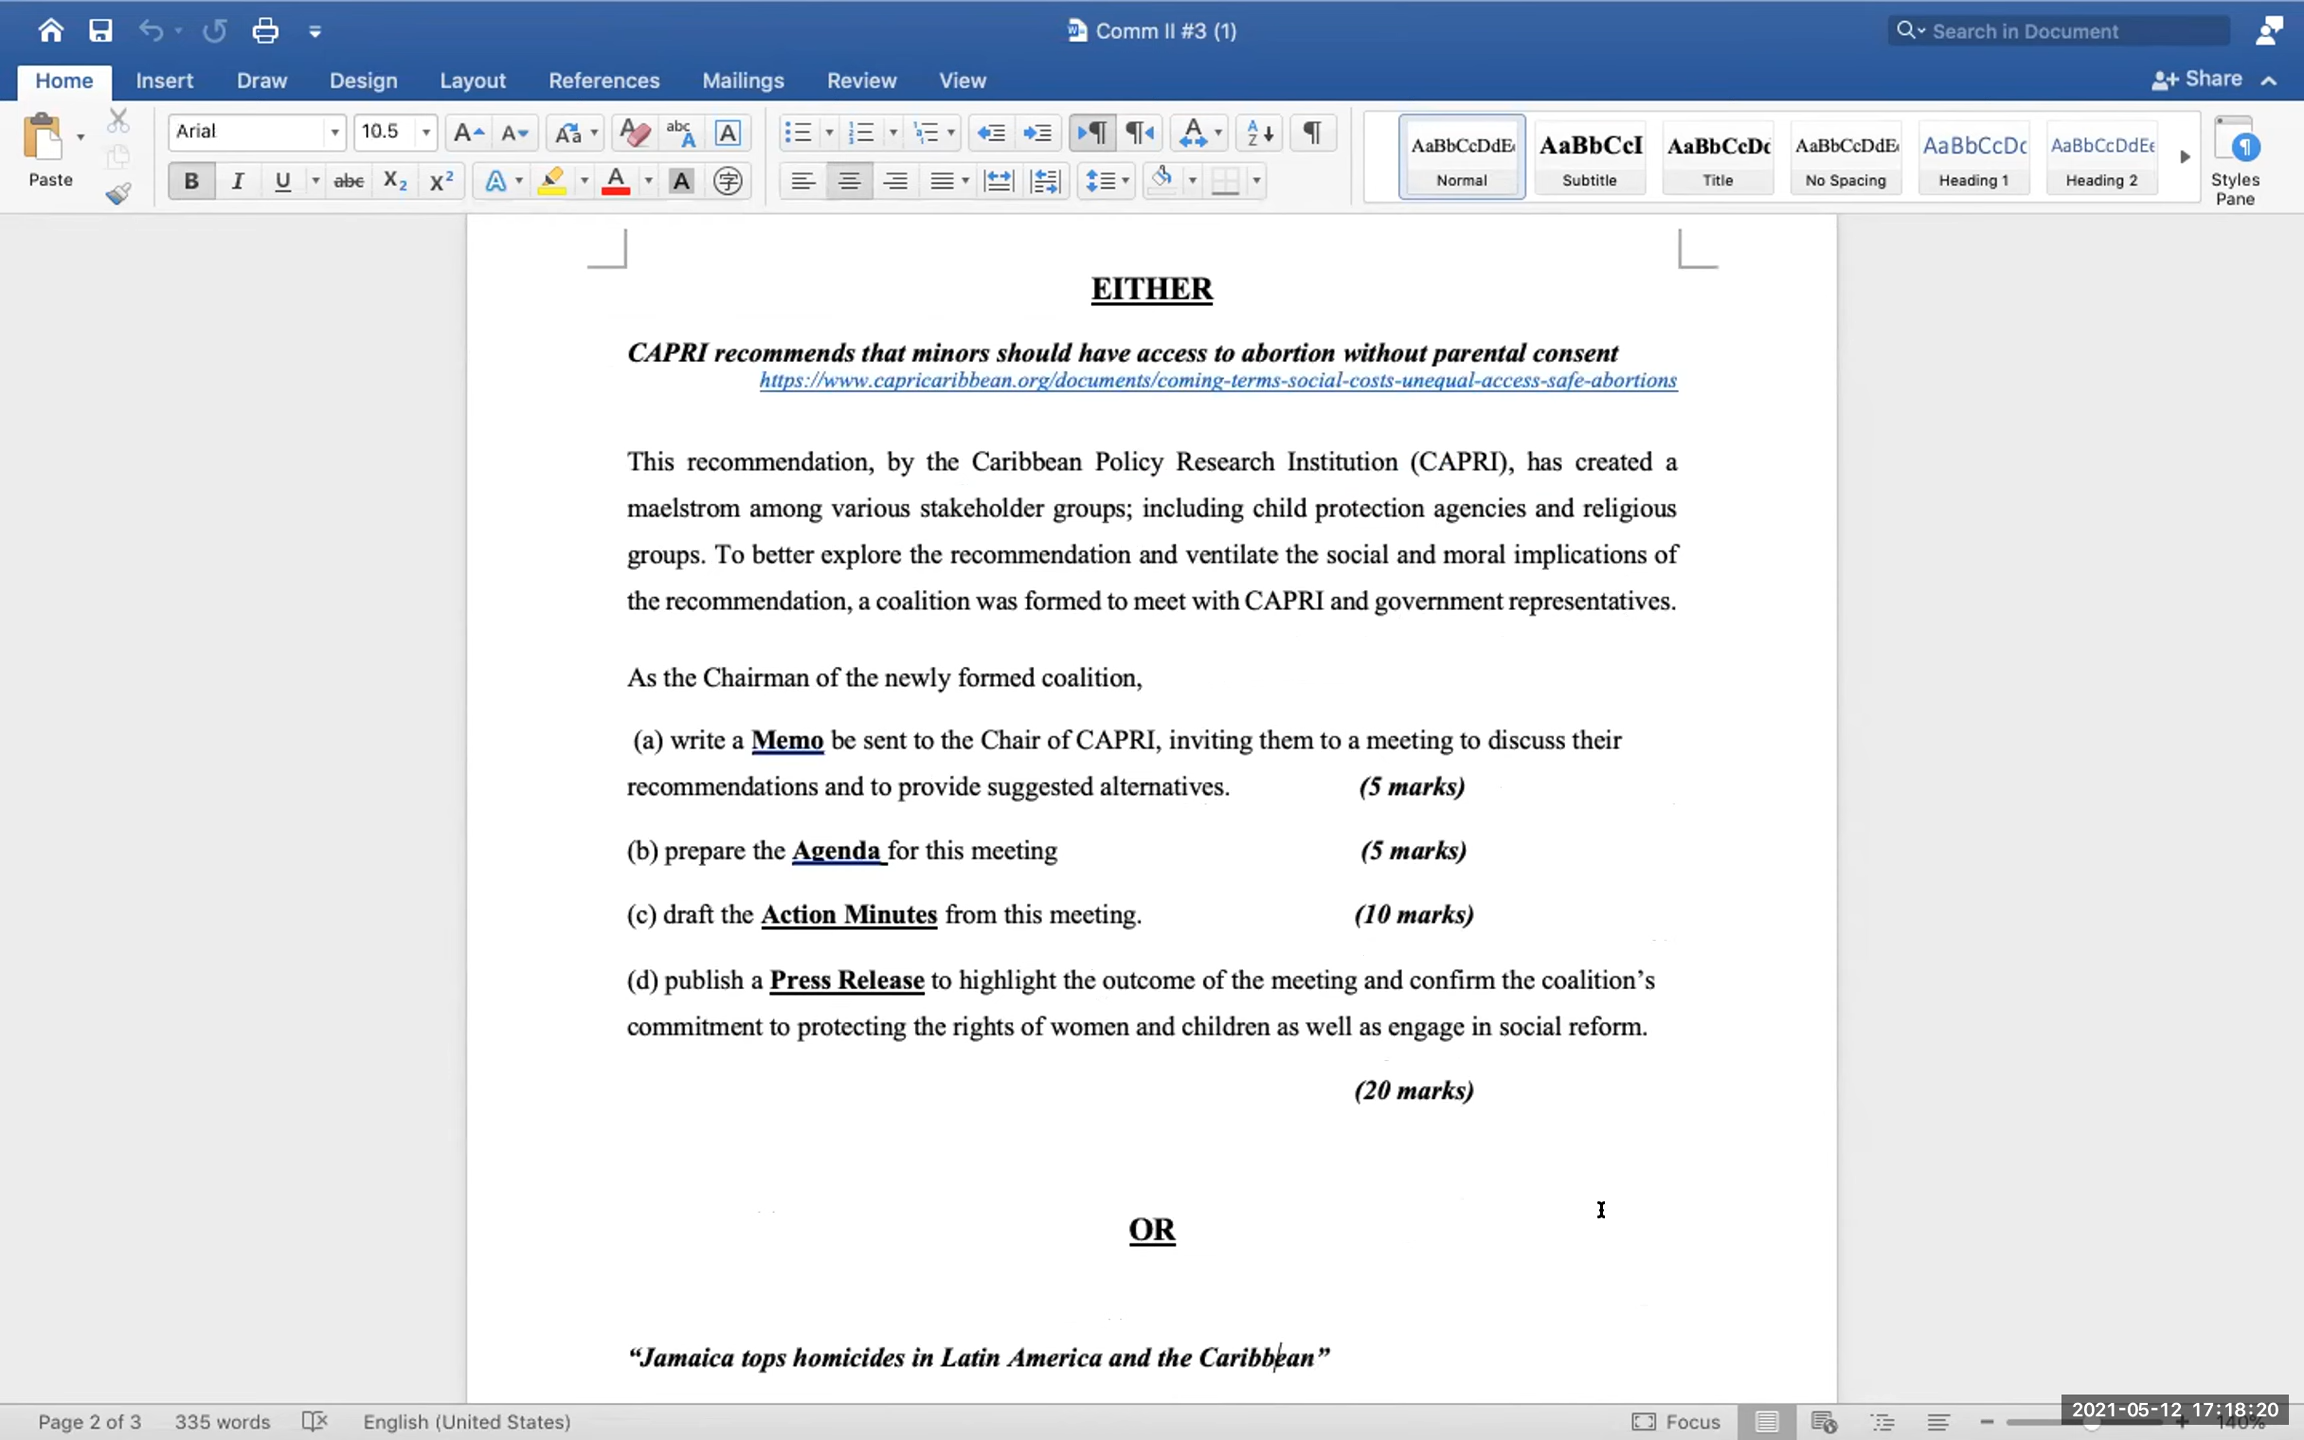 Comm II #3 (1)
Search in Document
Home Insert Draw Design Layout References Mailings Review View
Share
Paste
Arial 10.5
AaBbCcDdEe AaBbCcI AaBbCcDc AaBbCcDdEe AaBbCcDc AaBbCcDdEe
Normal Subtitle Title No Spacing Heading 1 Heading 2
Styles
Pane
EITHER
CAPRI recommends that minors should have access to abortion without parental consent
https://www.capricaribbean.org/documents/coming-terms-social-costs-unequal-access-safe-abortions
This recommendation, by the Caribbean Policy Research Institution (CAPRI), has created a
maelstrom among various stakeholder groups; including child protection agencies and religious
groups. To better explore the recommendation and ventilate the social and moral implications of
the recommendation, a coalition was formed to meet with CAPRI and government representatives.
As the Chairman of the newly formed coalition,
(a) write a Memo be sent to the Chair of CAPRI, inviting them to a meeting to discuss their
recommendations and to provide suggested alternatives. (5 marks)
(b) prepare the Agenda for this meeting (5 marks)
(c) draft the Action Minutes from this meeting. (10 marks)
(d) publish a Press Release to highlight the outcome of the meeting and confirm the coalition’s
commitment to protecting the rights of women and children as well as engage in social reform.
(20 marks)
OR
“Jamaica tops homicides in Latin America and the Caribbean”
Page 2 of 3 335 words English (United States) Focus 140%
2021-05-12 17:18:20